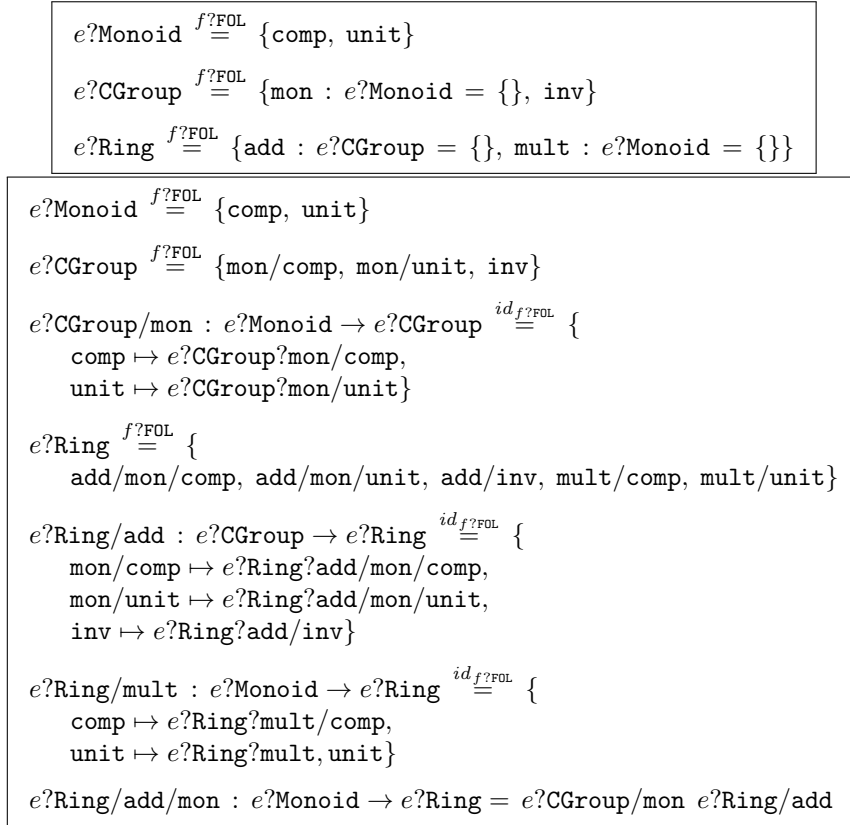 e?Monoid f?FOL= {comp, unit}
e?CGroup f?FOL= {mon : e?Monoid = {}, inv}
e?Ring f?FOL= {add : e?CGroup = {}, mult : e?Monoid = {}}
e?Monoid f?FOL= {comp, unit}
e?CGroup f?FOL= {mon/comp, mon/unit, inv}
e?CGroup/mon : e?Monoid → e?CGroup id_f?FOL= {
comp ↦ e?CGroup?mon/comp,
unit ↦ e?CGroup?mon/unit}
e?Ring f?FOL= {
add/mon/comp, add/mon/unit, add/inv, mult/comp, mult/unit}
e?Ring/add : e?CGroup → e?Ring id_f?FOL= {
mon/comp ↦ e?Ring?add/mon/comp,
mon/unit ↦ e?Ring?add/mon/unit,
inv ↦ e?Ring?add/inv}
e?Ring/mult : e?Monoid → e?Ring id_f?FOL= {
comp ↦ e?Ring?mult/comp,
unit ↦ e?Ring?mult,unit}
e?Ring/add/mon : e?Monoid → e?Ring = e?CGroup/mon e?Ring/add